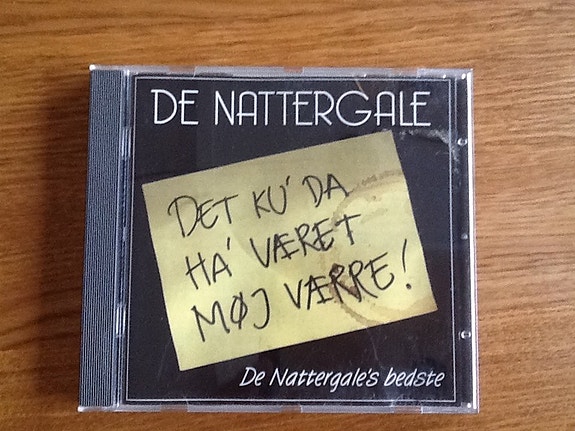 DE NATTERGALE
DET KU' DA
HA' VÆRET
MØJ VÆRRE!
De Nattergale's bedste